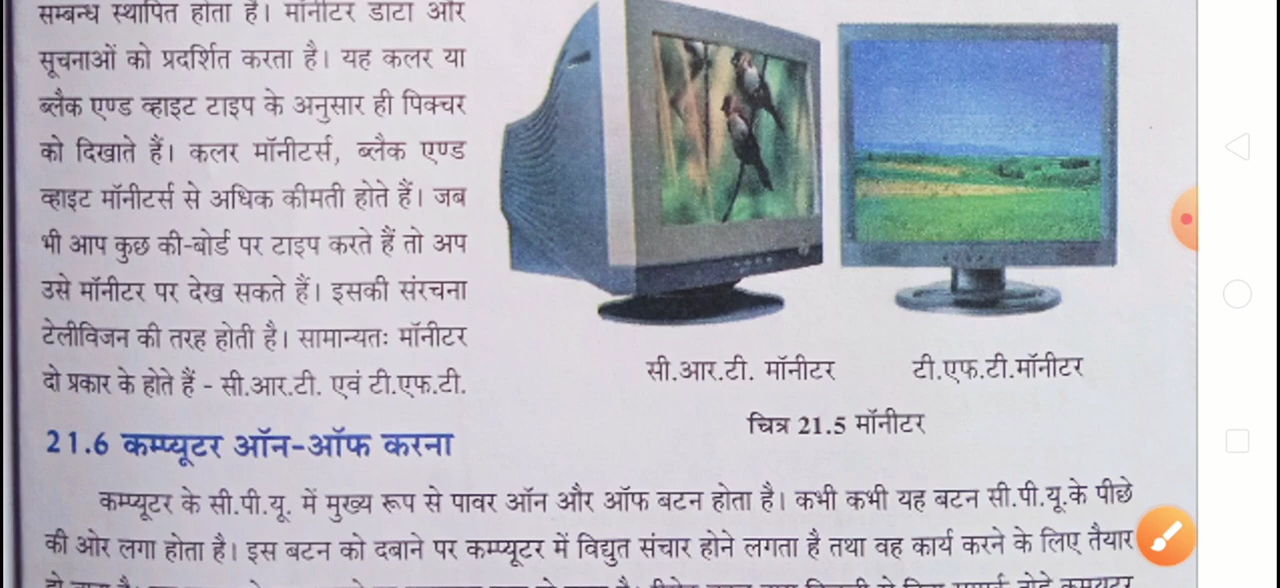 सम्बन्ध स्थापित होता है। मॉनीटर डाटा और
सूचनाओं को प्रदर्शित करता है। यह कलर या
ब्लैक एण्ड व्हाइट टाइप के अनुसार ही पिक्चर
को दिखाते हैं। कलर मॉनीटर्स, ब्लैक एण्ड
व्हाइट मॉनीटर्स से अधिक कीमती होते हैं। जब
भी आप कुछ की-बोर्ड पर टाइप करते हैं तो अप
उसे मॉनीटर पर देख सकते हैं। इसकी संरचना
टेलीविजन की तरह होती है। सामान्यतः मॉनीटर
दो प्रकार के होते हैं - सी.आर.टी. एवं टी.एफ.टी.
सी.आर.टी. मॉनीटर
टी.एफ.टी.मॉनीटर
चित्र 21.5 मॉनीटर
21.6 कम्प्यूटर ऑन-ऑफ करना
कम्प्यूटर के सी.पी.यू. में मुख्य रूप से पावर ऑन और ऑफ बटन होता है। कभी कभी यह बटन सी.पी.यू.के पीछे
की ओर लगा होता है। इस बटन को दबाने पर कम्प्यूटर में विद्युत संचार होने लगता है तथा वह कार्य करने के लिए तैयार